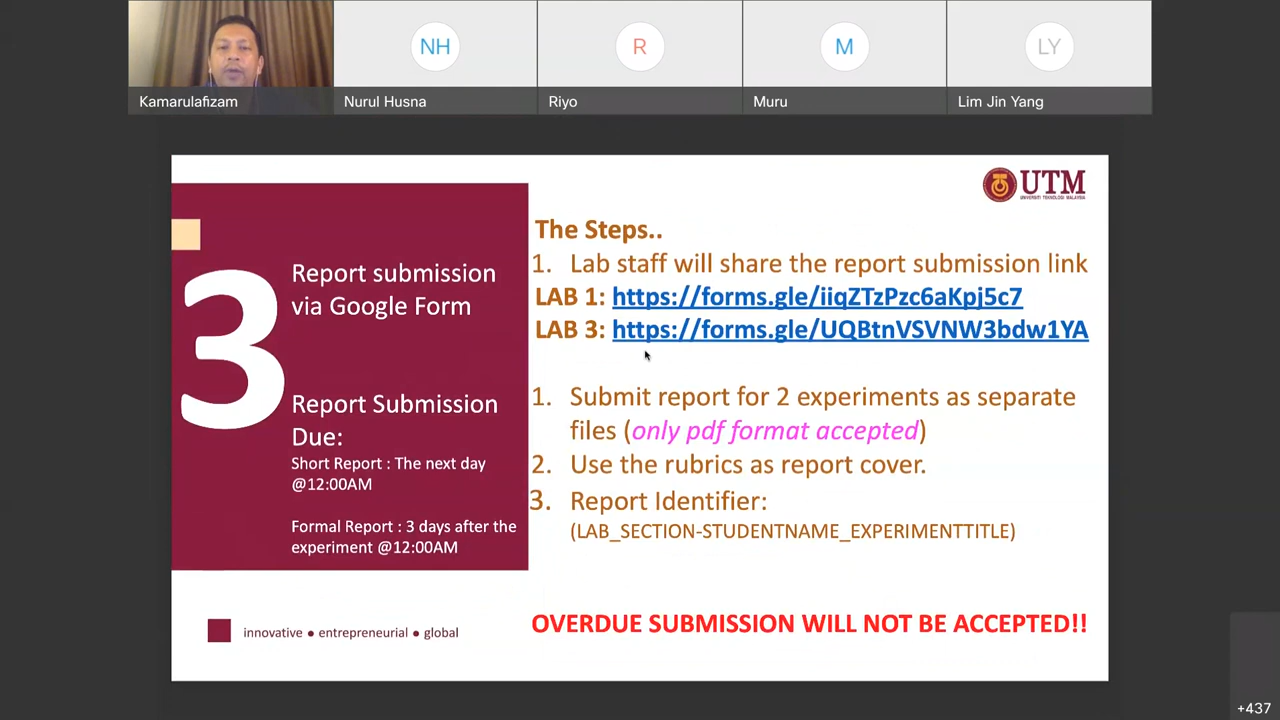 NH
R
M
LY
Kamarulafizam
Nurul Husna
Riyo
Muru
Lim Jin Yang
UTM
UNIVERSITI TEKNOLOGI MALAYSIA
3
Report submission
via Google Form
Report Submission
Due:
Short Report : The next day
@12:00AM
Formal Report : 3 days after the
experiment @12:00AM
The Steps..
1. Lab staff will share the report submission link
LAB 1: https://forms.gle/iiqZTzPzc6aKpj5c7
LAB 3: https://forms.gle/UQBtnVSVNW3bdw1YA
1. Submit report for 2 experiments as separate
files (only pdf format accepted)
2. Use the rubrics as report cover.
3. Report Identifier:
(LAB_SECTION-STUDENTNAME_EXPERIMENTTITLE)
OVERDUE SUBMISSION WILL NOT BE ACCEPTED!!
innovative ● entrepreneurial ● global
+437